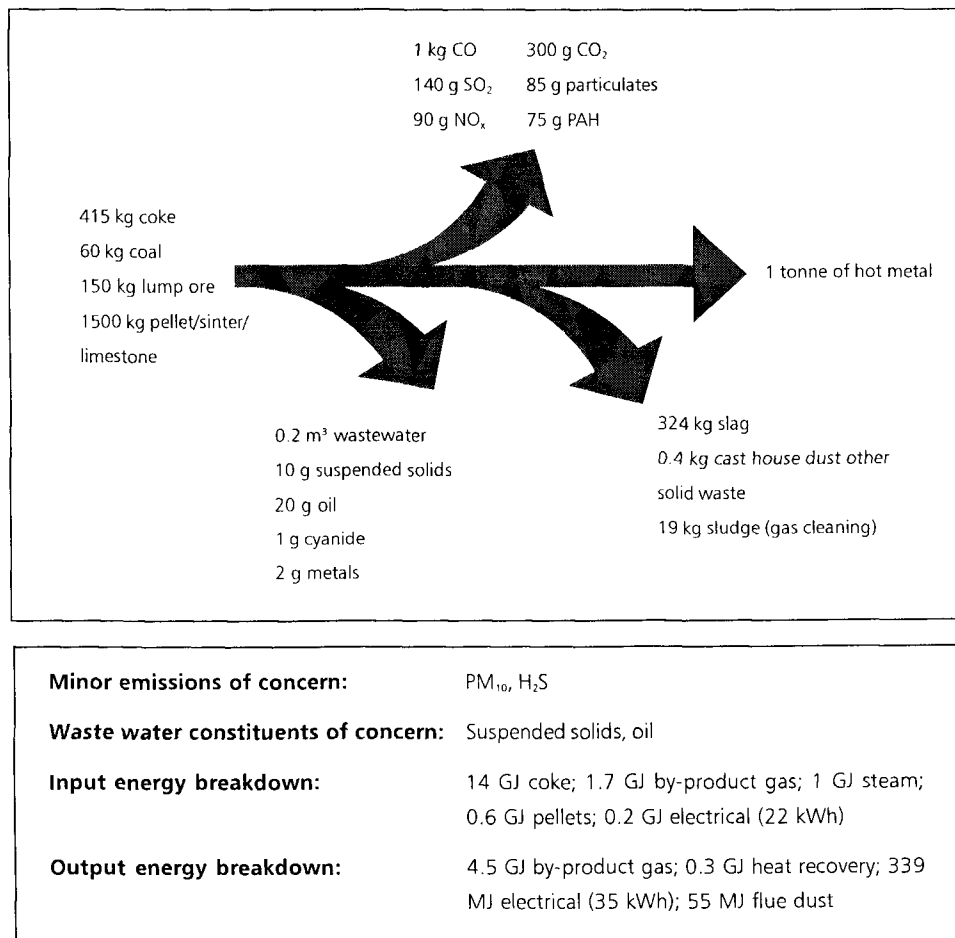 1 kg CO 300 g CO₂
140 g SO₂ 85 g particulates
90 g NOₓ 75 g PAH
415 kg coke
60 kg coal
150 kg lump ore
1500 kg pellet/sinter/
limestone
1 tonne of hot metal
0.2 m³ wastewater
10 g suspended solids
20 g oil
1 g cyanide
2 g metals
324 kg slag
0.4 kg cast house dust other
solid waste
19 kg sludge (gas cleaning)
Minor emissions of concern: PM₁₀, H₂S
Waste water constituents of concern: Suspended solids, oil
Input energy breakdown: 14 GJ coke; 1.7 GJ by-product gas; 1 GJ steam;
0.6 GJ pellets; 0.2 GJ electrical (22 kWh)
Output energy breakdown: 4.5 GJ by-product gas; 0.3 GJ heat recovery; 339
MJ electrical (35 kWh); 55 MJ flue dust